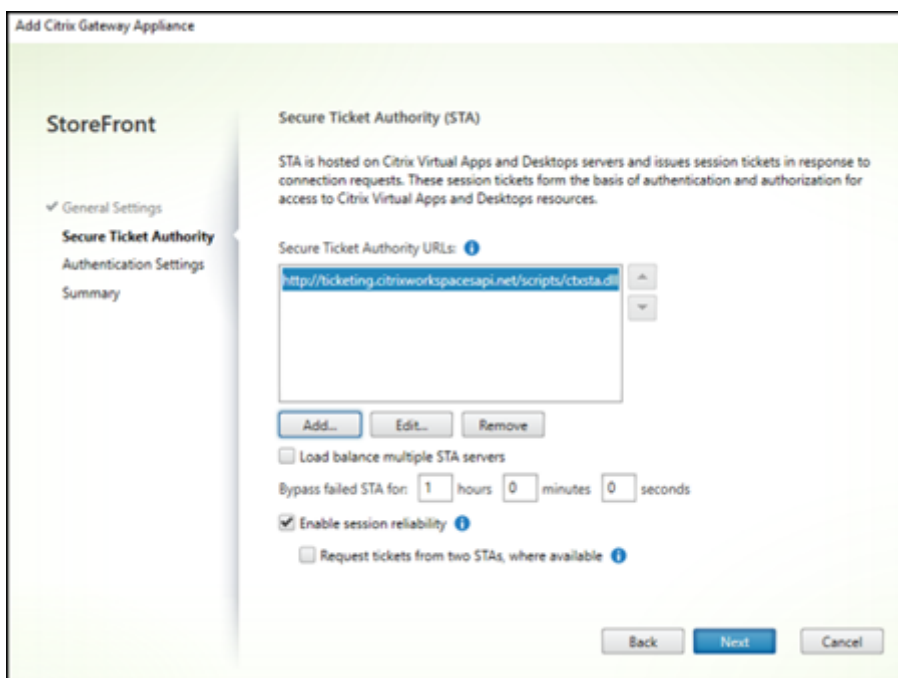 Add Citrix Gateway Appliance
StoreFront
✔ General Settings
Secure Ticket Authority
Authentication Settings
Summary
Secure Ticket Authority (STA)
STA is hosted on Citrix Virtual Apps and Desktops servers and issues session tickets in response to
connection requests. These session tickets form the basis of authentication and authorization for
access to Citrix Virtual Apps and Desktops resources.
Secure Ticket Authority URLs:
http://ticketing.citrixworkspacesapi.net/scripts/ctxsta.dll
Add... Edit... Remove
Load balance multiple STA servers
Bypass failed STA for: 1 hours 0 minutes 0 seconds
Enable session reliability
Request tickets from two STAs, where available
Back Next Cancel